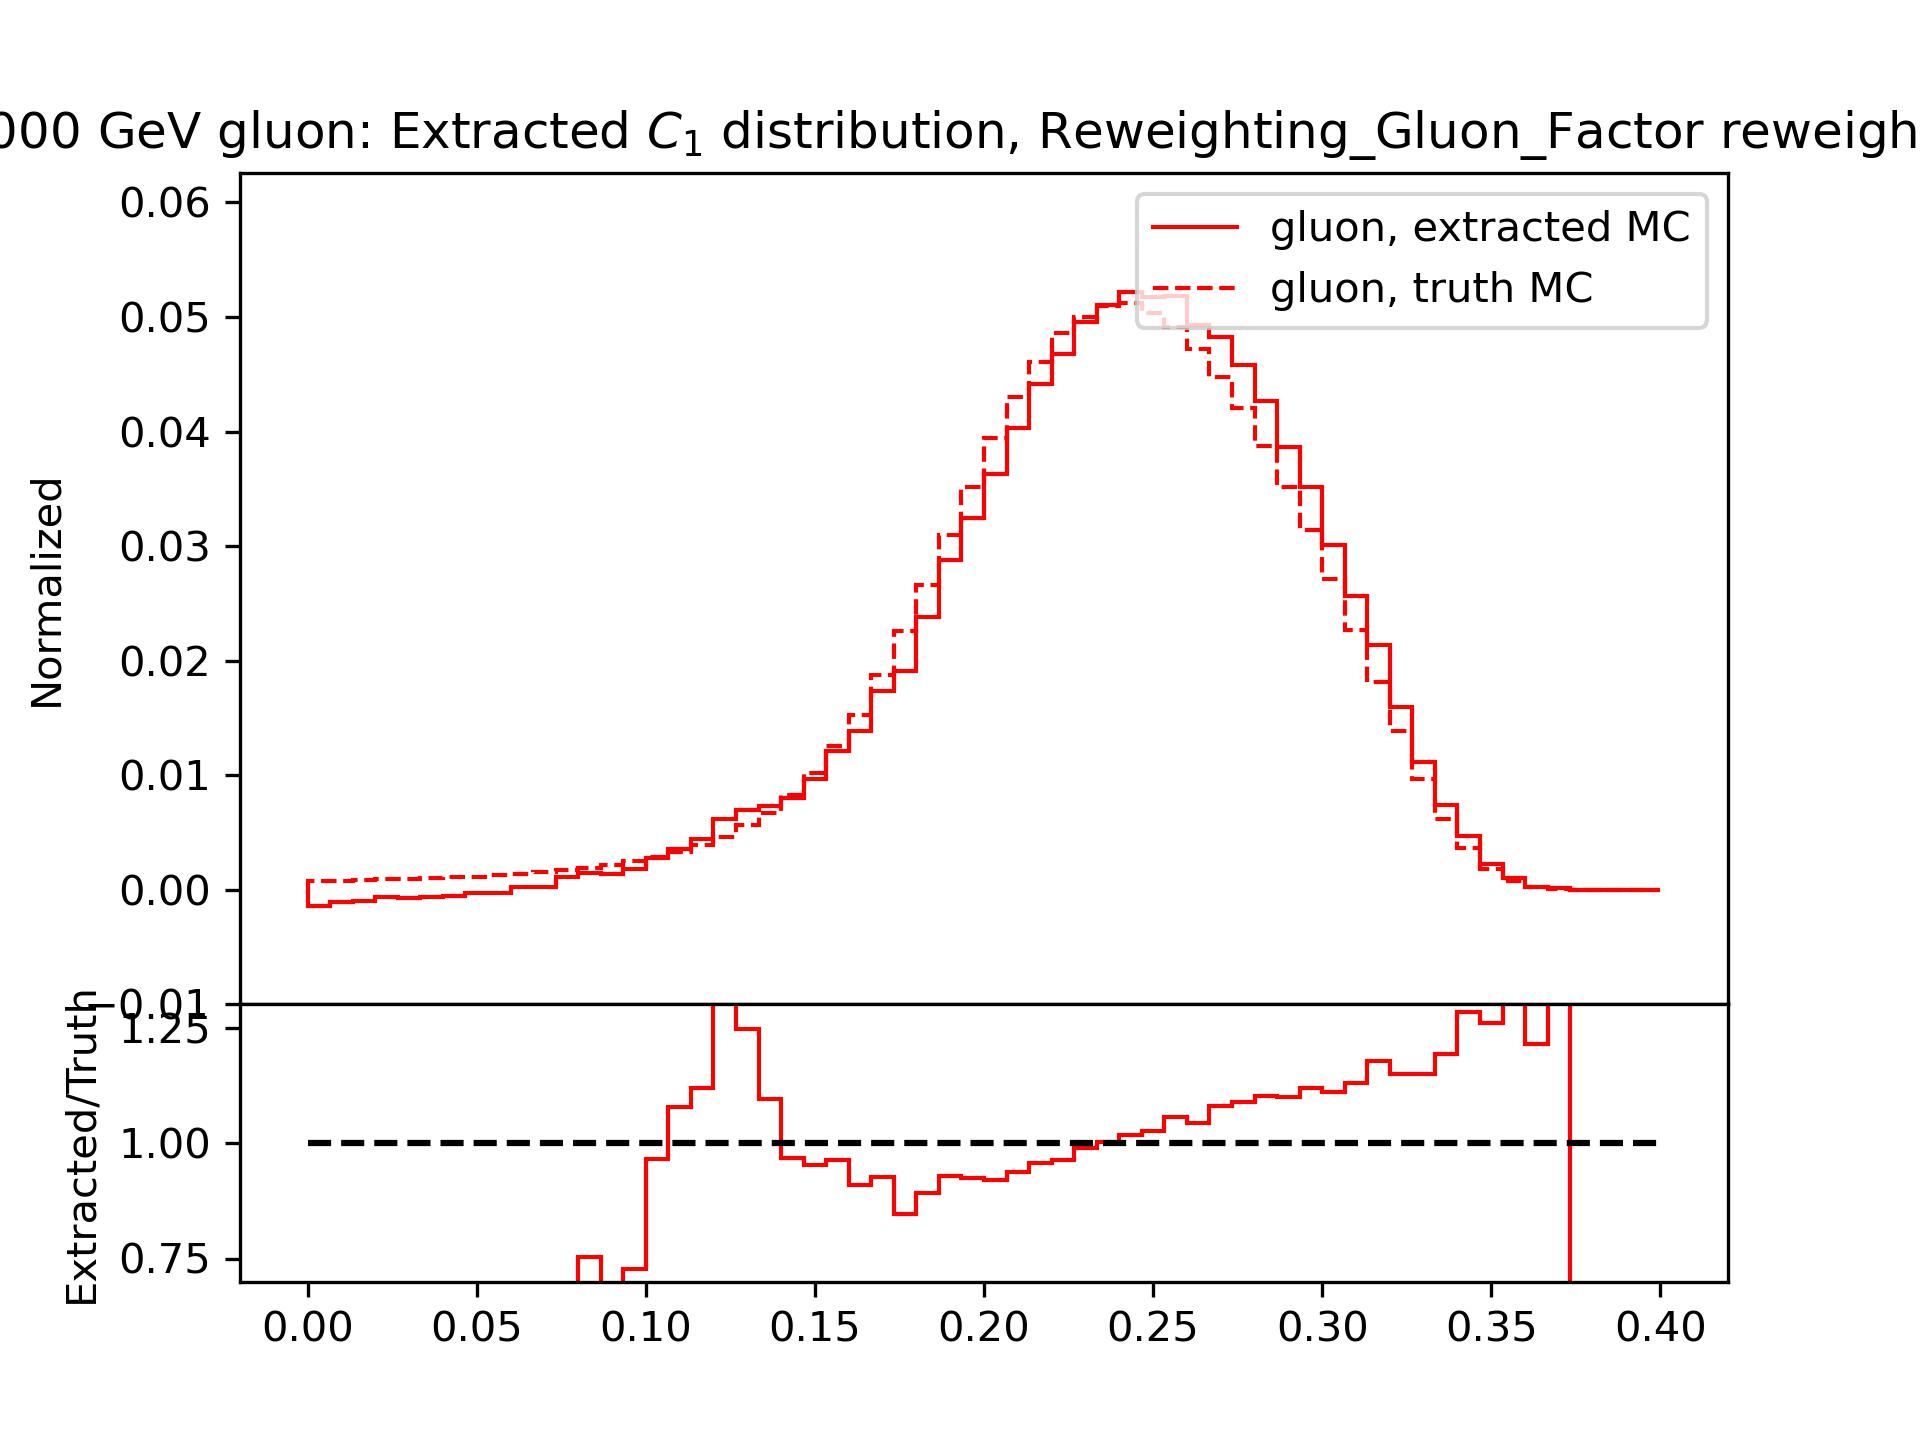 000 GeV gluon: Extracted C₁ distribution, Reweighting_Gluon_Factor reweigh
gluon, extracted MC
gluon, truth MC
Normalized
0.06
0.05
0.04
0.03
0.02
0.01
0.00
−0.01
Extracted/Truth
1.25
1.00
0.75
0.00 0.05 0.10 0.15 0.20 0.25 0.30 0.35 0.40